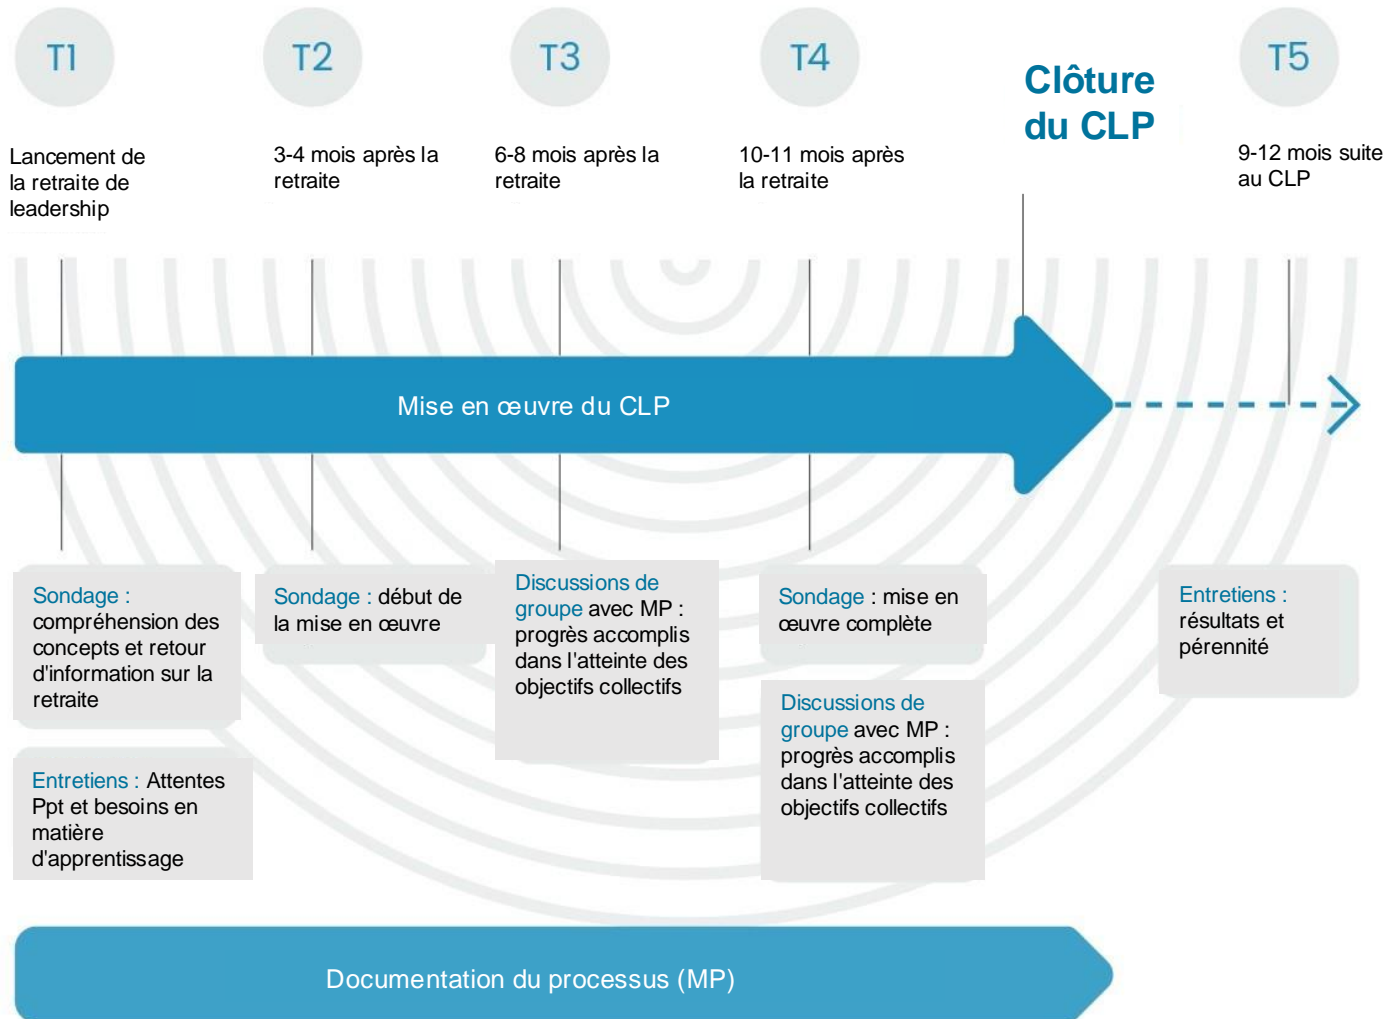 T1
Lancement de
la retraite de
leadership
T2
3-4 mois après la
retraite
T3
6-8 mois après la
retraite
T4
10-11 mois après
la retraite
Clôture
du CLP
T5
9-12 mois suite
au CLP
Mise en œuvre du CLP
Sondage :
compréhension des
concepts et retour
d'information sur la
retraite
Entretiens : Attentes
Ppt et besoins en
matière
d'apprentissage
Sondage : début de
la mise en œuvre
Discussions de
groupe avec MP :
progrès accomplis
dans l'atteinte des
objectifs collectifs
Sondage : mise en
œuvre complète
Discussions de
groupe avec MP :
progrès accomplis
dans l'atteinte des
objectifs collectifs
Entretiens :
résultats et
pérennité
Documentation du processus (MP)